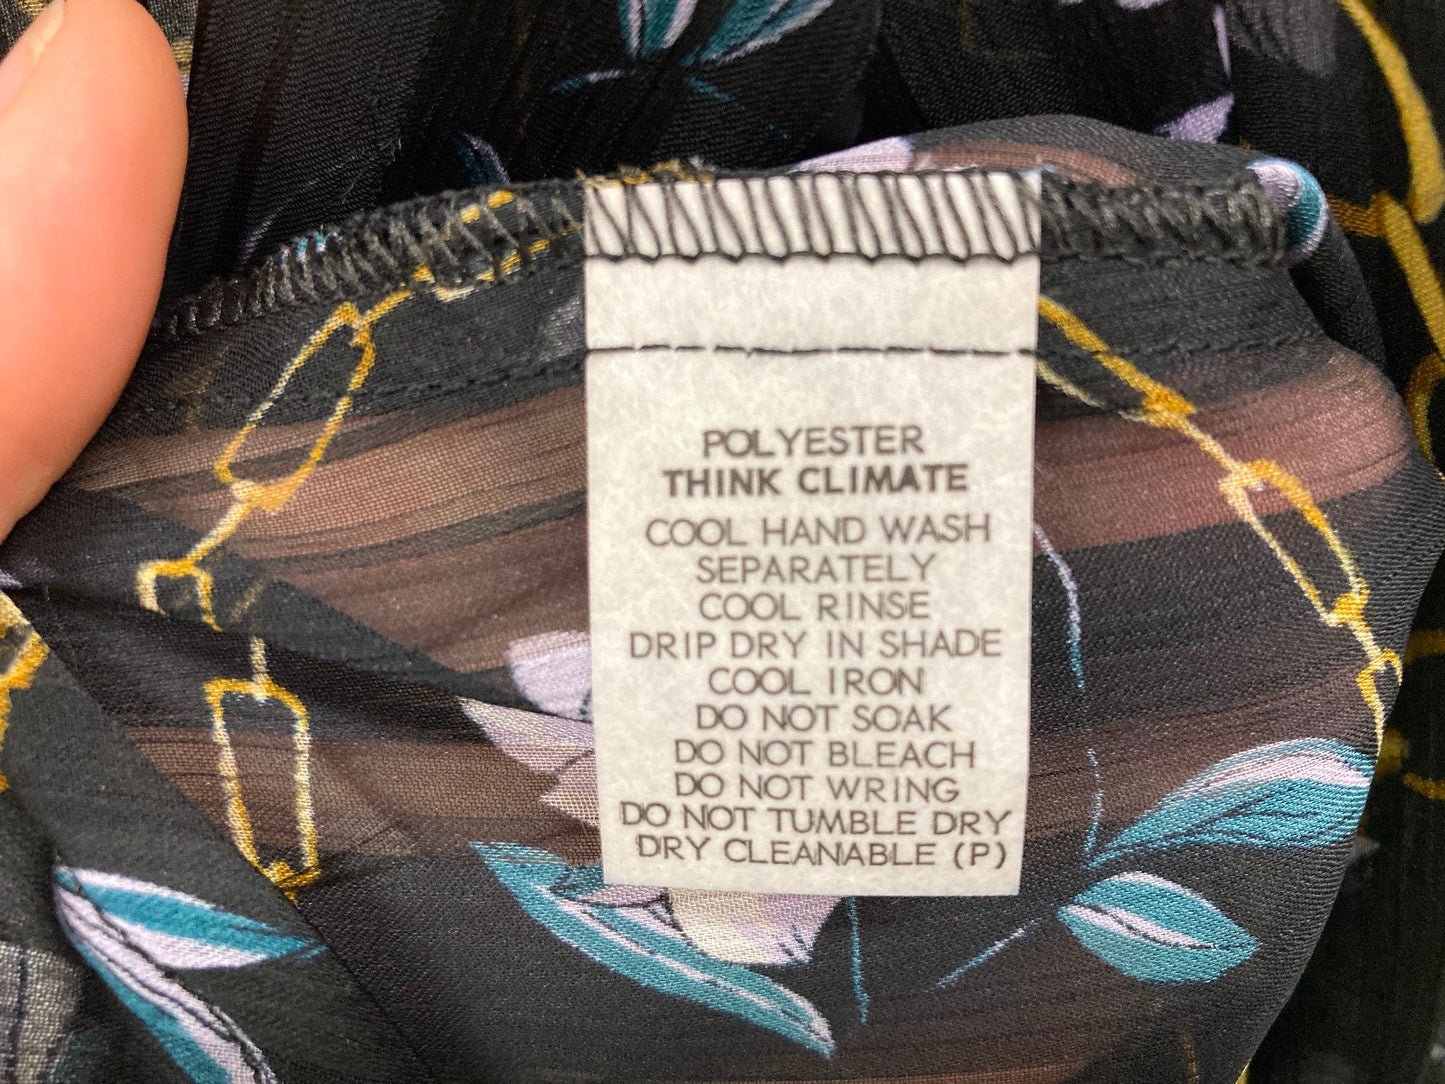 POLYESTER
THINK CLIMATE
COOL HAND WASH
SEPARATELY
COOL RINSE
DRIP DRY IN SHADE
COOL IRON
DO NOT SOAK
DO NOT BLEACH
DO NOT WRING
DO NOT TUMBLE DRY
DRY CLEANABLE (P)